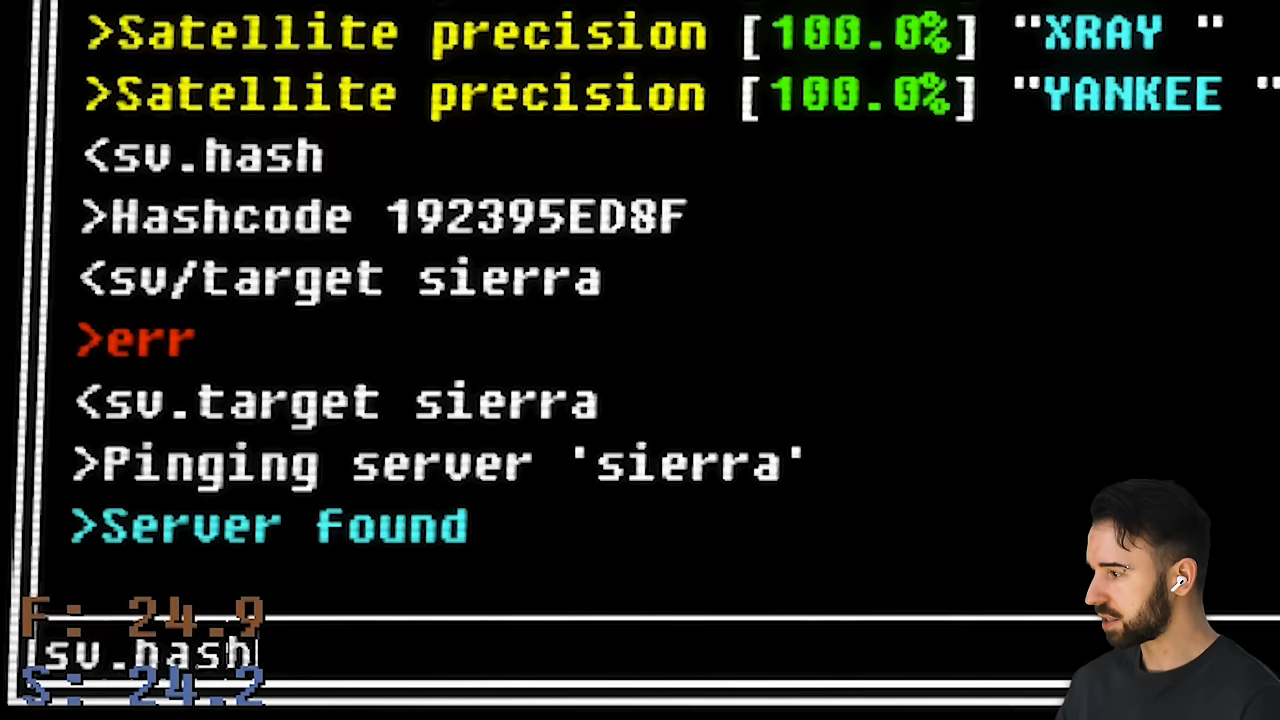 >Satellite precision [100.0%] "XRAY "
>Satellite precision [100.0%] "YANKEE "
<sv.hash
>Hashcode 192395ED8F
<sv/target sierra
>err
<sv.target sierra
>Pinging server 'sierra'
>Server found
F: 24.9
sv.hash
S: 24.2